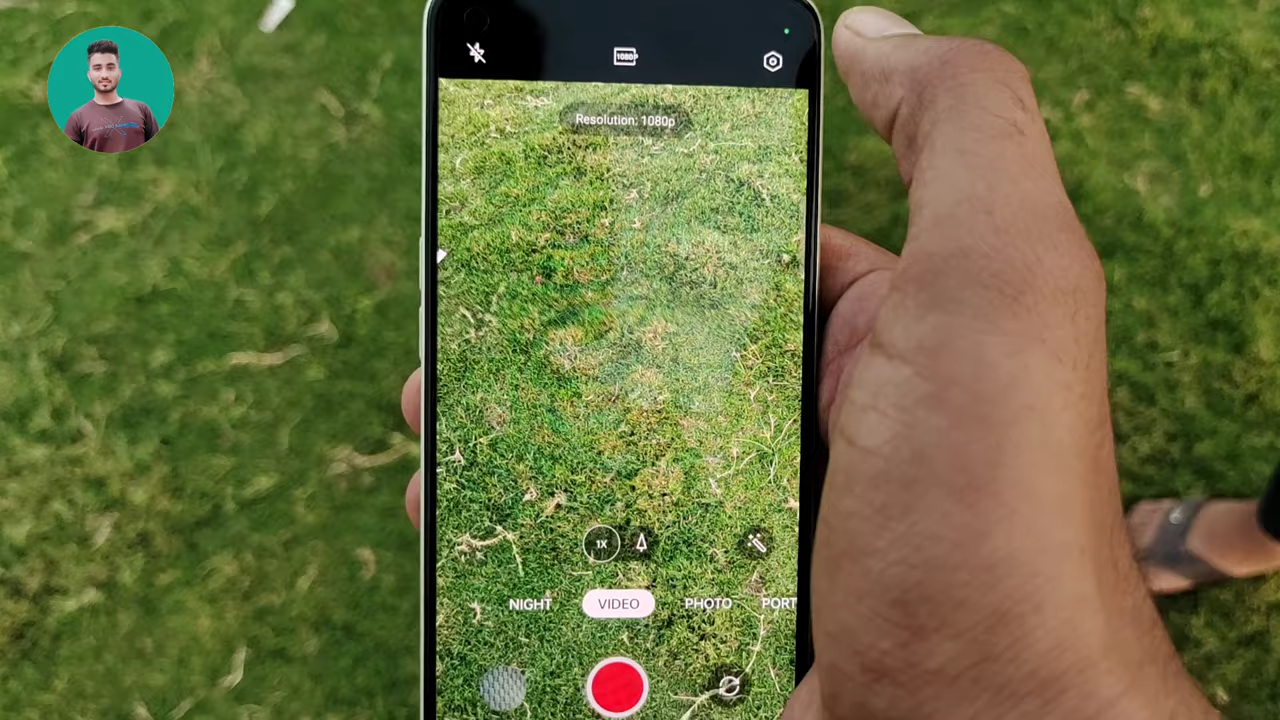 1080P
Resolution: 1080p
1X
NIGHT
VIDEO
PHOTO
PORT